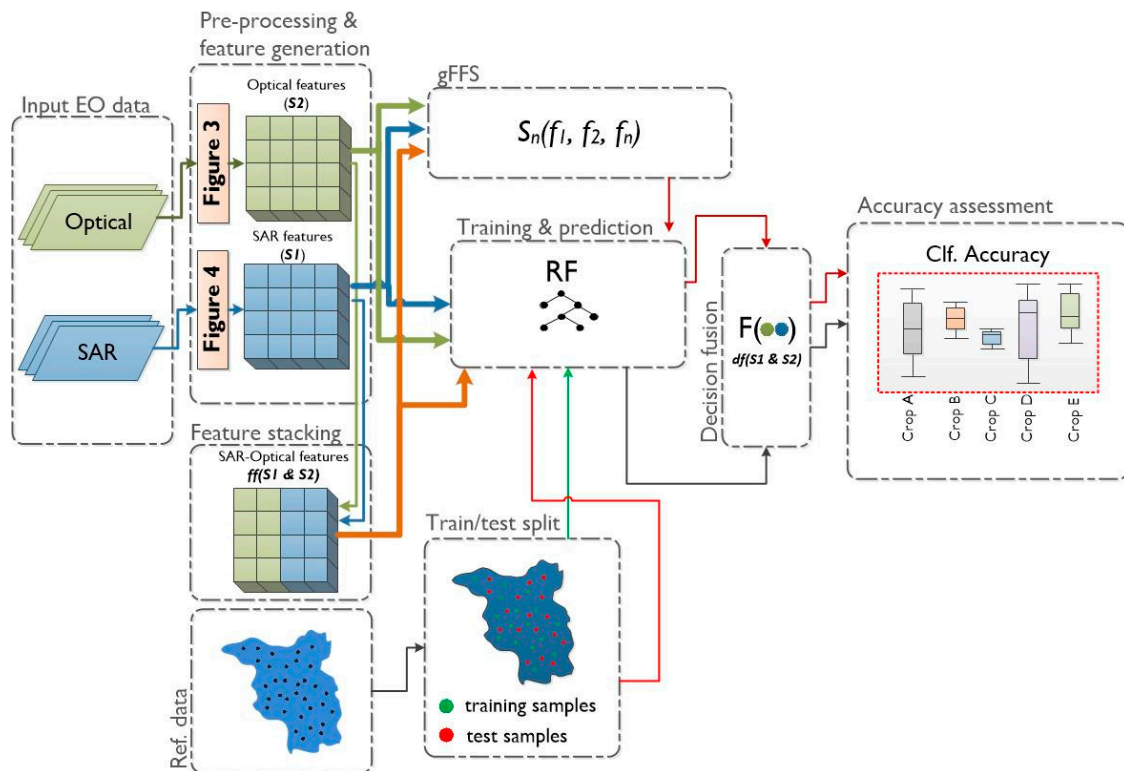 Pre-processing &
feature generation
Input EO data
Optical
SAR
Figure 3
Optical features
(S2)
Figure 4
SAR features
(S1)
gFFS
Sn(f1, f2, fn)
Training & prediction
RF
Decision fusion
F( )
df(S1 & S2)
Accuracy assessment
Clf. Accuracy
Crop A
Crop B
Crop C
Crop D
Crop E
Feature stacking
SAR-Optical features
ff(S1 & S2)
Train/test split
training samples
test samples
Ref. data